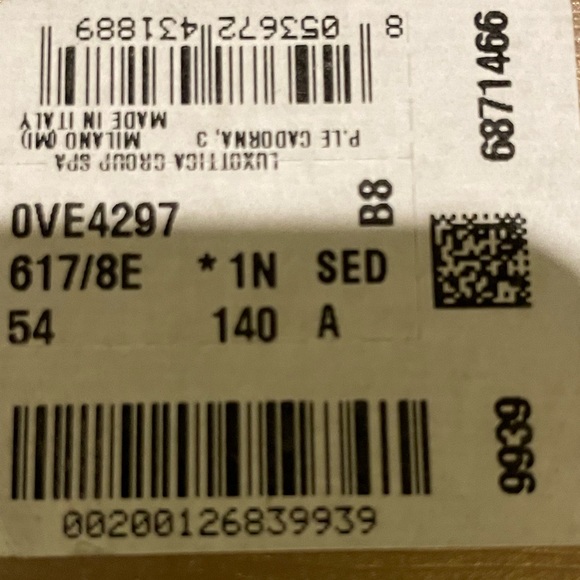 8 053672 431889
LUXOTTICA GROUP SPA
P.LE CADORNA, 3 MILANO (MI)
MADE IN ITALY
6871466
B8
0VE4297
617/8E * 1N SED
54 140 A
9939
00200126839939